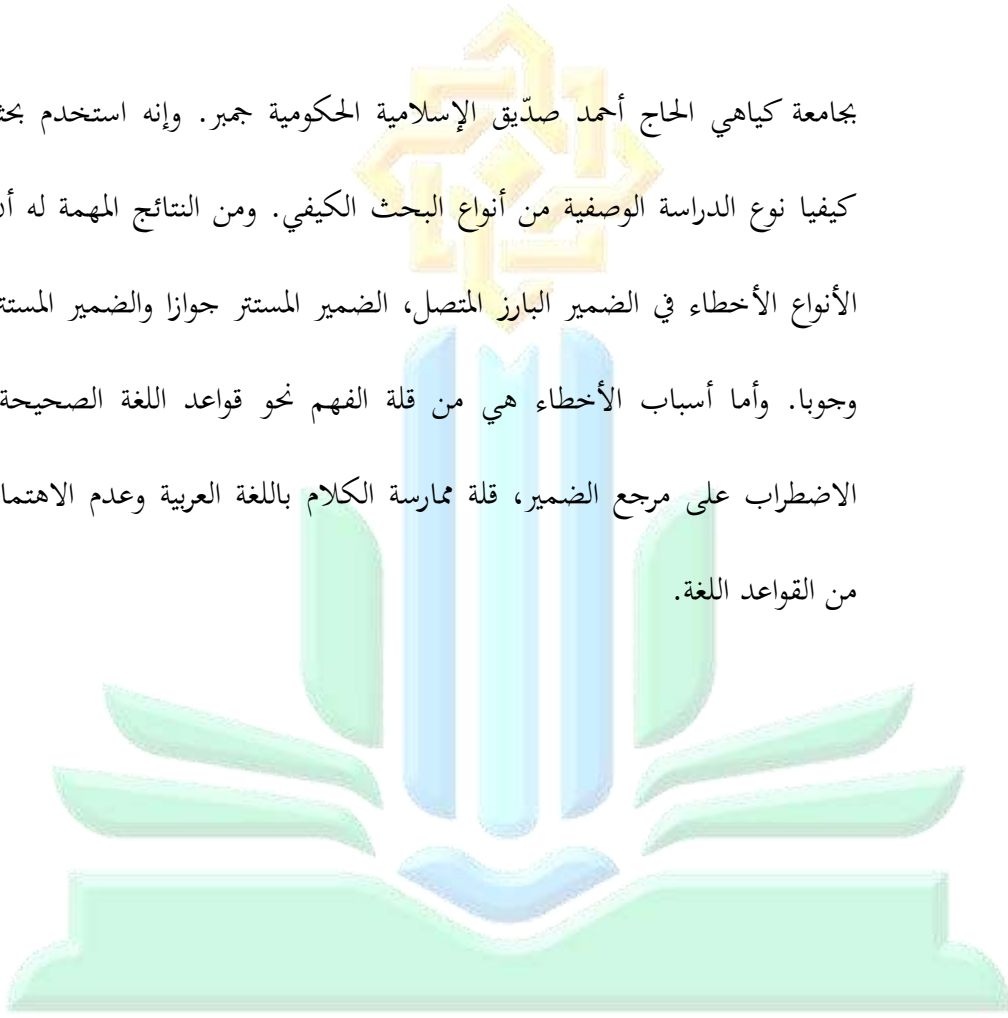 بجامعة كياهي الحاج أحمد صدّيق الإسلامية الحكومية جمبر. وإنه استخدم بحث
كيفيا نوع الدراسة الوصفية من أنواع البحث الكيفي. ومن النتائج المهمة له أن
الأنواع الأخطاء في الضمير البارز المتصل، الضمير المستتر جوازا والضمير المستت
وجوبا. وأما أسباب الأخطاء هي من قلة الفهم نحو قواعد اللغة الصحيحة
الاضطراب على مرجع الضمير، قلة ممارسة الكلام باللغة العربية وعدم الاهتما
من القواعد اللغة.